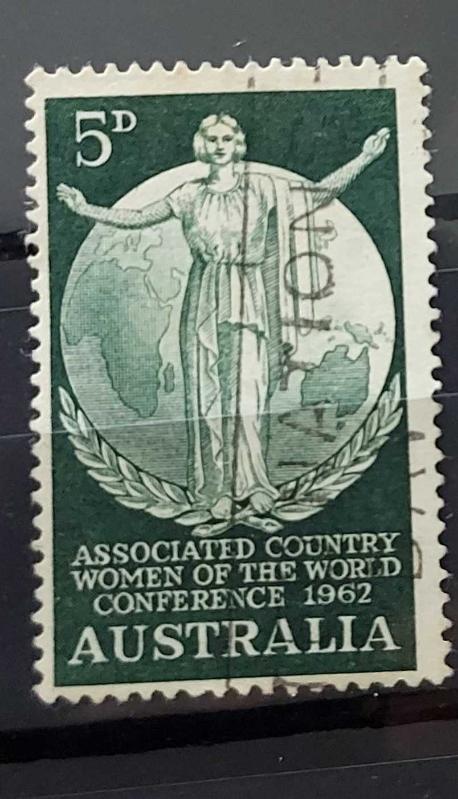 5D
ASSOCIATED COUNTRY
WOMEN OF THE WORLD
CONFERENCE 1962
AUSTRALIA